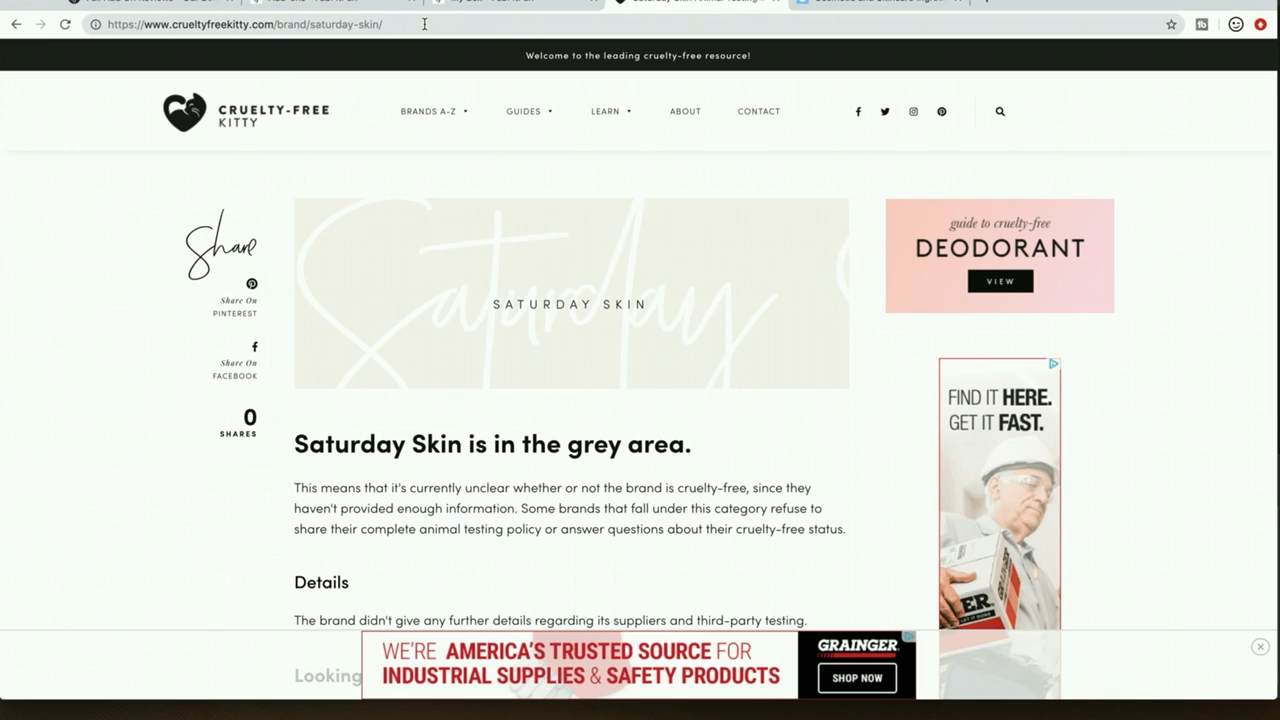 https://www.crueltyfreekitty.com/brand/saturday-skin/
Welcome to the leading cruelty-free resource!
CRUELTY-FREE
KITTY
BRANDS A-Z
GUIDES
LEARN
ABOUT
CONTACT
Share
Share On
PINTEREST
Share On
FACEBOOK
0
SHARES
Saturday
SATURDAY SKIN
guide to cruelty-free
DEODORANT
VIEW
FIND IT HERE.
GET IT FAST.
Saturday Skin is in the grey area.
This means that it's currently unclear whether or not the brand is cruelty-free, since they
haven't provided enough information. Some brands that fall under this category refuse to
share their complete animal testing policy or answer questions about their cruelty-free status.
Details
The brand didn't give any further details regarding its suppliers and third-party testing.
Looking
WE'RE AMERICA'S TRUSTED SOURCE FOR
INDUSTRIAL SUPPLIES & SAFETY PRODUCTS
GRAINGER
SHOP NOW